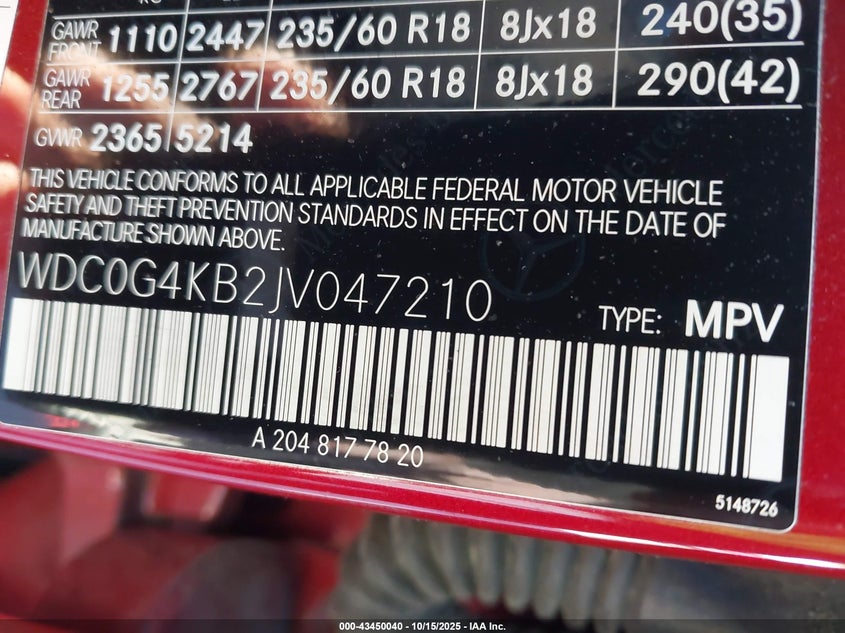 GAWR FRONT 1110 2447 235/60 R18 8Jx18 240(35)
GAWR REAR 1255 2767 235/60 R18 8Jx18 290(42)
GVWR 2365 5214
THIS VEHICLE CONFORMS TO ALL APPLICABLE FEDERAL MOTOR VEHICLE
SAFETY AND THEFT PREVENTION STANDARDS IN EFFECT ON THE DATE OF
MANUFACTURE SHOWN ABOVE.
WDC0G4KB2JV047210
TYPE: MPV
A 204 817 78 20
5148726
000-43450040 - 10/15/2025 - IAA Inc.